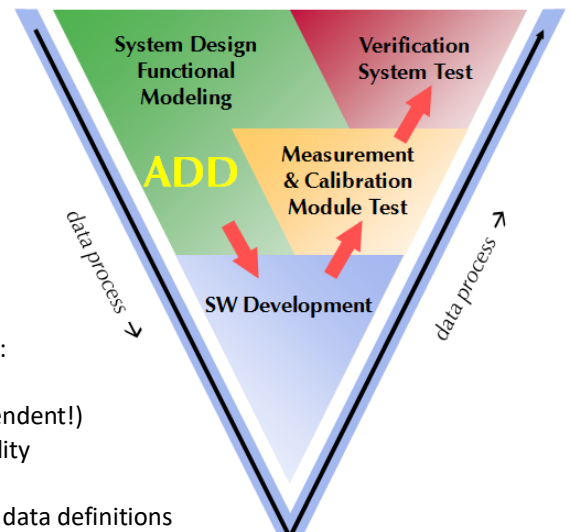 System Design
Functional
Modeling
Verification
System Test
ADD
Measurement
& Calibration
Module Test
data process →
data process →
SW Development
:
endent!)
lity
data definitions